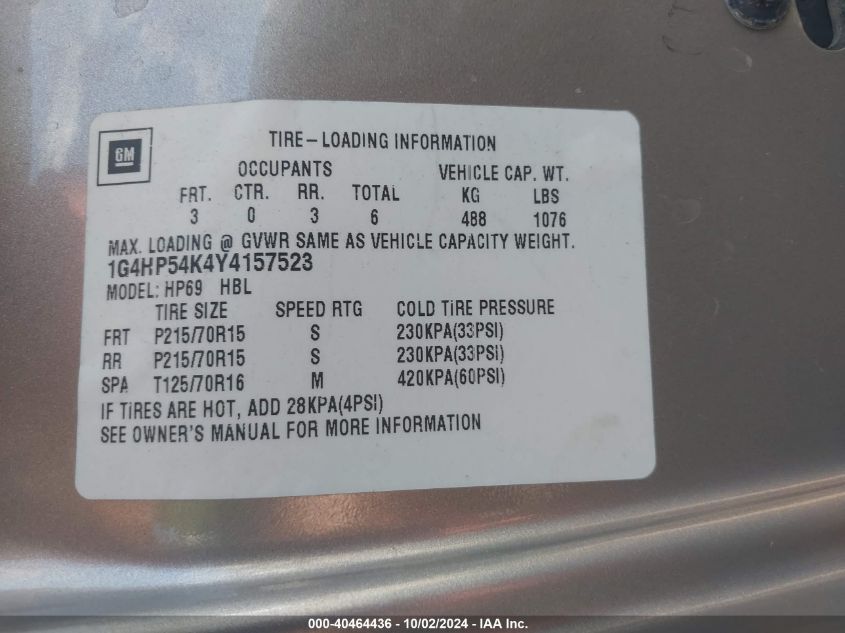 GM
TIRE-LOADING INFORMATION
OCCUPANTS VEHICLE CAP. WT.
FRT. CTR. RR. TOTAL KG LBS
3 0 3 6 488 1076
MAX. LOADING @ GVWR SAME AS VEHICLE CAPACITY WEIGHT.
1G4HP54K4Y4157523
MODEL: HP69 HBL
TIRE SIZE SPEED RTG COLD TIRE PRESSURE
FRT P215/70R15 S 230KPA(33PSI)
RR P215/70R15 S 230KPA(33PSI)
SPA T125/70R16 M 420KPA(60PSI)
IF TIRES ARE HOT, ADD 28KPA(4PSI)
SEE OWNER'S MANUAL FOR MORE INFORMATION
000-40464436 - 10/02/2024 - IAA Inc.